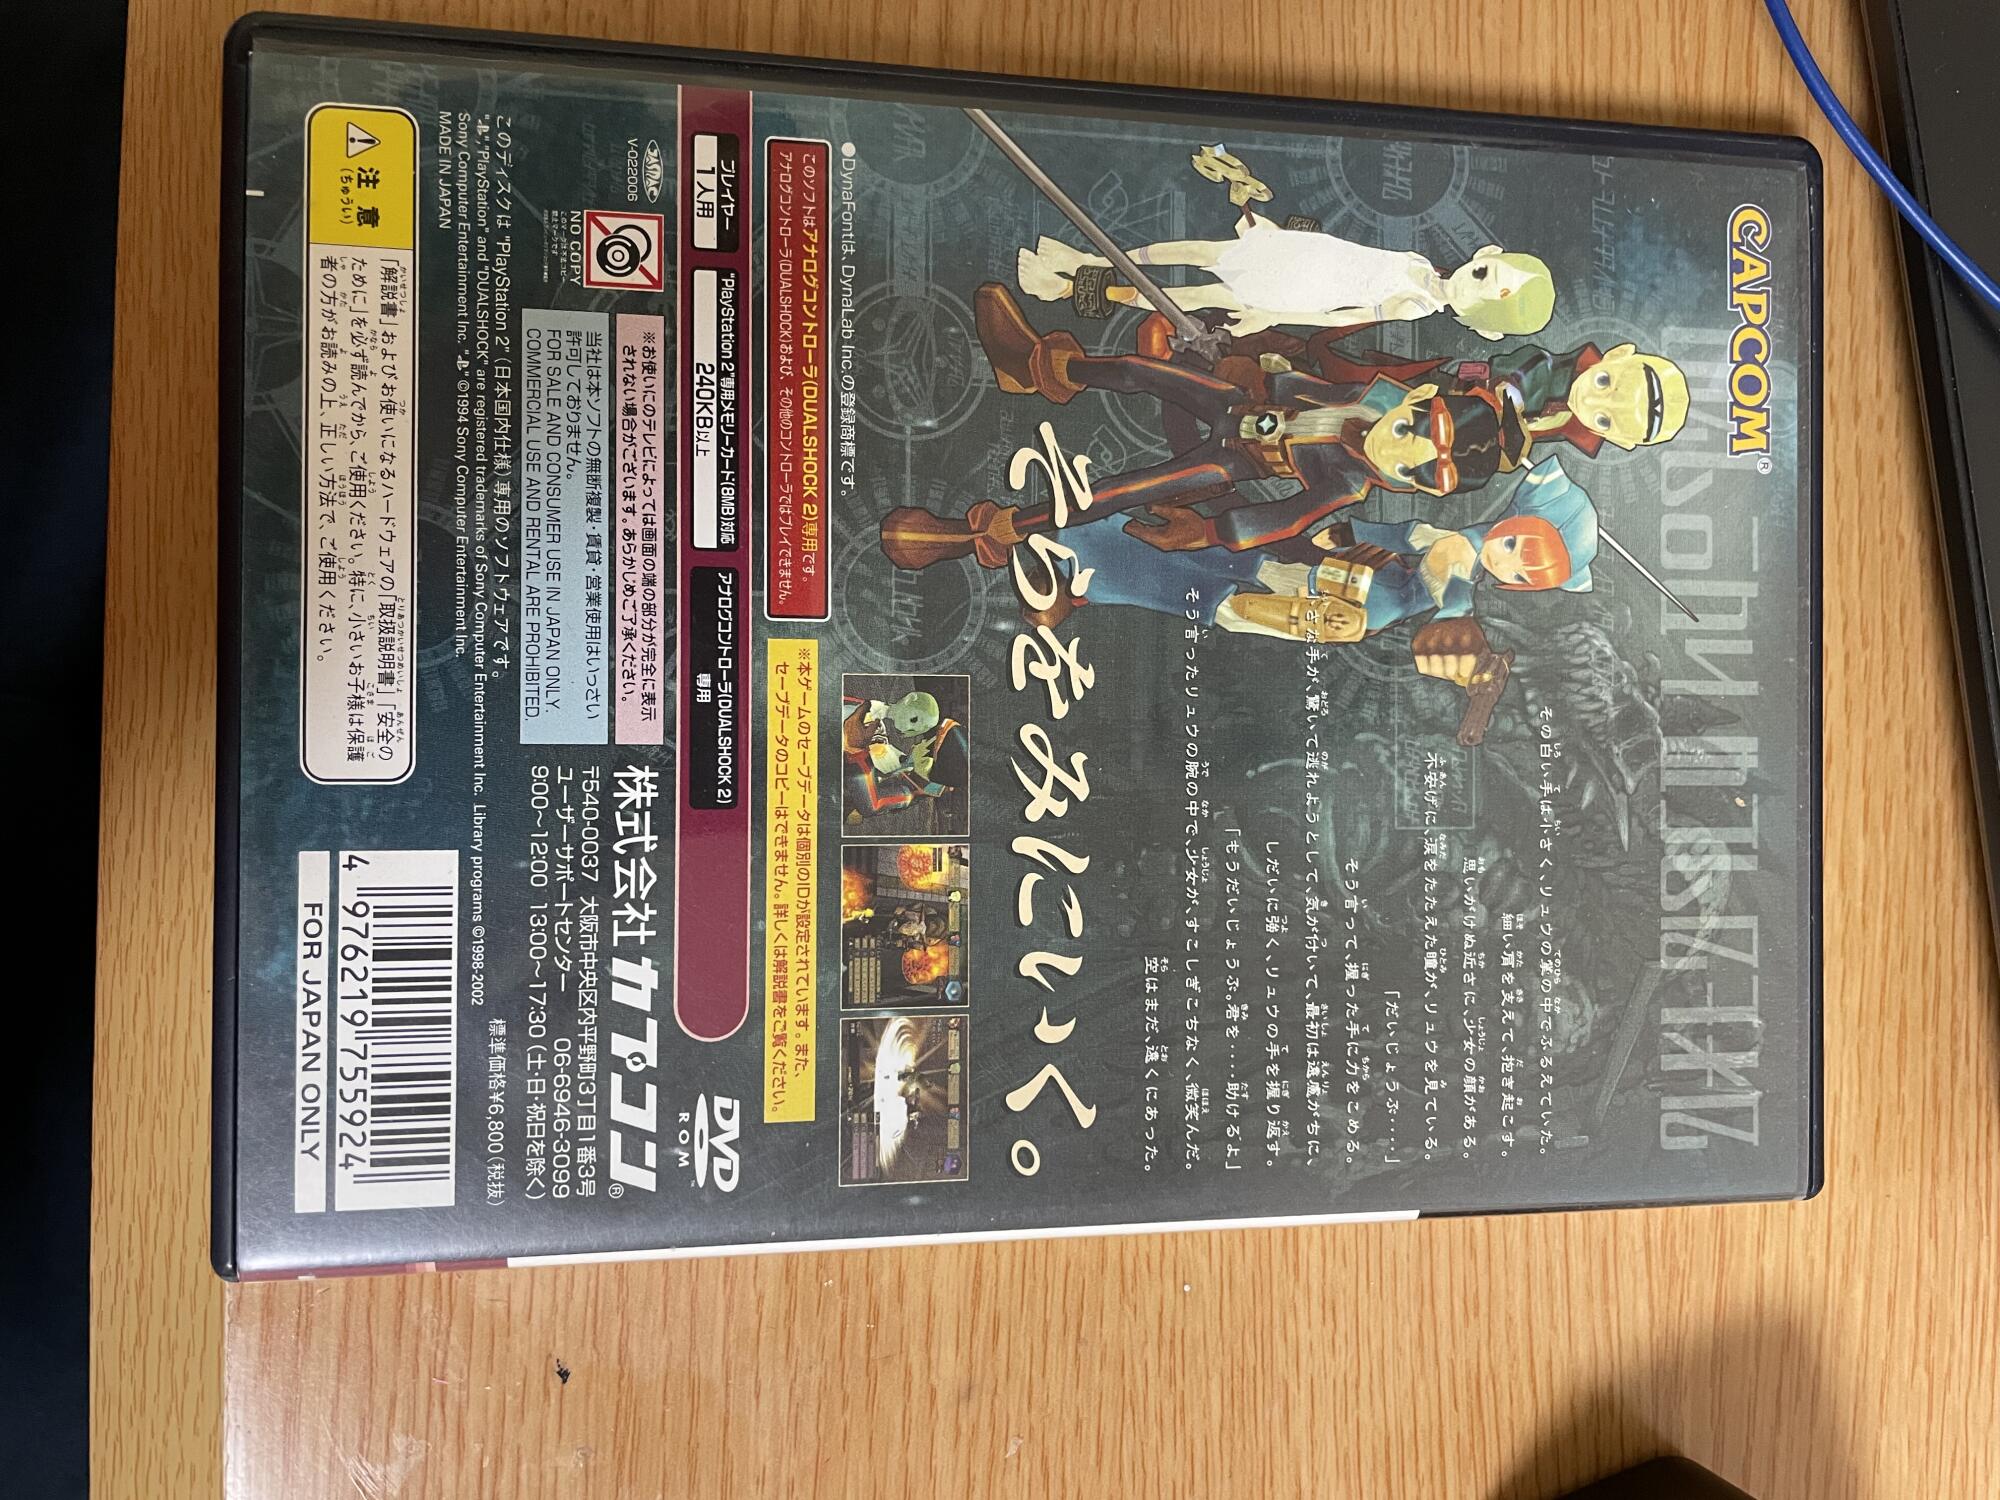 CAPCOM®
その白い手は小さく、リュウの掌の中でふるえていた。
細い肩を支えて、抱き起こす。
思いがけぬ近さに、少女の顔がある。
不安げに、涙をたたえた瞳が、リュウを見ている。
「だいじょうぶ‥‥」
そう言って、握った手に力をこめる。
小さな手が、驚いて逃れようとして、気が付いて、最初は遠慮がちに、
しだいに強く、リュウの手を握り返す。
「もうだいじょうぶ。君を‥‥助けるよ」
そう言ったリュウの腕の中で、少女が、すこしぎこちなく、微笑んだ。
空はまだ、遠くにあった。
そらをみにいく。
●DynaFontは、DynaLab Inc.の登録商標です。
このソフトはアナログコントローラ(DUALSHOCK 2)専用です。
アナログコントローラ(DUALSHOCK)および、その他のコントローラではプレイできません。
※本ゲームのセーブデータは個別のIDが設定されています。また、
セーブデータのコピーはできません。詳しくは解説書をご覧ください。
プレイヤー
1人用
"PlayStation 2"専用メモリーカード(8MB)対応
240KB以上
アナログコントローラ(DUALSHOCK 2)
専用
DVD
ROM
V-022006
NO COPY
※お使いにのテレビによっては画面の端の部分が完全に表示
されない場合がございます。あらかじめご了承ください。
当社は本ソフトの無断複製・賃貸・営業使用はいっさい
許可しておりません。
FOR SALE AND CONSUMER USE IN JAPAN ONLY.
COMMERCIAL USE AND RENTAL ARE PROHIBITED.
株式会社 カプコン®
〒540-0037 大阪市中央区内平野町3丁目1番3号
ユーザーサポートセンター 06-6946-3099
9:00～12:00 13:00～17:30(土・日・祝日を除く)
標準価格¥6,800(税抜)
このディスクは "PlayStation 2"(日本国内仕様)専用のソフトウェアです。
"PlayStation" and "DUALSHOCK" are registered trademarks of Sony Computer Entertainment Inc. Library programs ©1998-2002
Sony Computer Entertainment Inc. ©1994 Sony Computer Entertainment Inc.
MADE IN JAPAN
注意
(ちゅうい)
「解説書」およびお使いになるハードウェアの「取扱説明書」「安全の
ために」を必ず読んでから、ご使用ください。特に、小さいお子様は保護
者の方がお読みの上、正しい方法で、ご使用ください。
4 976219 755924
FOR JAPAN ONLY